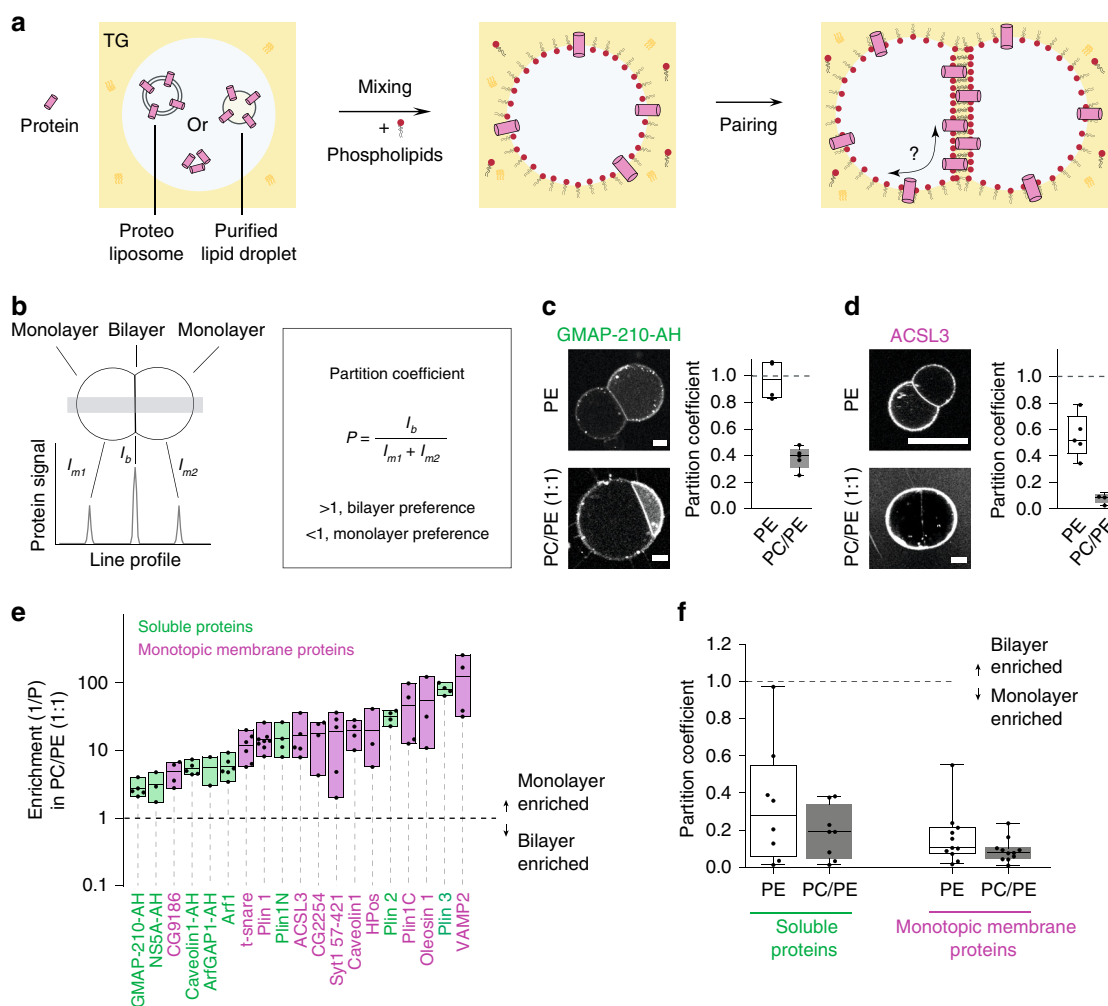 a
TG
Protein
Or
Proteo
liposome
Purified
lipid droplet
Mixing
+
Phospholipids
Pairing
?
b
Monolayer
Bilayer
Monolayer
Im1
Ib
Im2
Protein signal
Line profile
Partition coefficient
P = Ib / Im1 + Im2
>1, bilayer preference
<1, monolayer preference
c
GMAP-210-AH
PE
PC/PE (1:1)
Partition coefficient
1.0
0.8
0.6
0.4
0.2
0.0
PE
PC/PE
d
ACSL3
PE
PC/PE (1:1)
Partition coefficient
1.0
0.8
0.6
0.4
0.2
0.0
PE
PC/PE
e
Soluble proteins
Monotopic membrane proteins
Enrichment (1/P)
in PC/PE (1:1)
100
10
1
0.1
Monolayer
enriched
Bilayer
enriched
GMAP-210-AH
NS5A-AH
CG9186
Caveolin1-AH
ArfGAP1-AH
Arf1
t-snare
Plin 1
Plin1N
ACSL3
CG2254
Syt1 57-421
Caveolin1
HPos
Plin 2
Plin1C
Oleosin 1
Plin 3
VAMP2
f
Partition coefficient
1.2
1.0
0.8
0.6
0.4
0.2
0.0
Bilayer
enriched
Monolayer
enriched
PE
PC/PE
PE
PC/PE
Soluble
proteins
Monotopic membrane
proteins